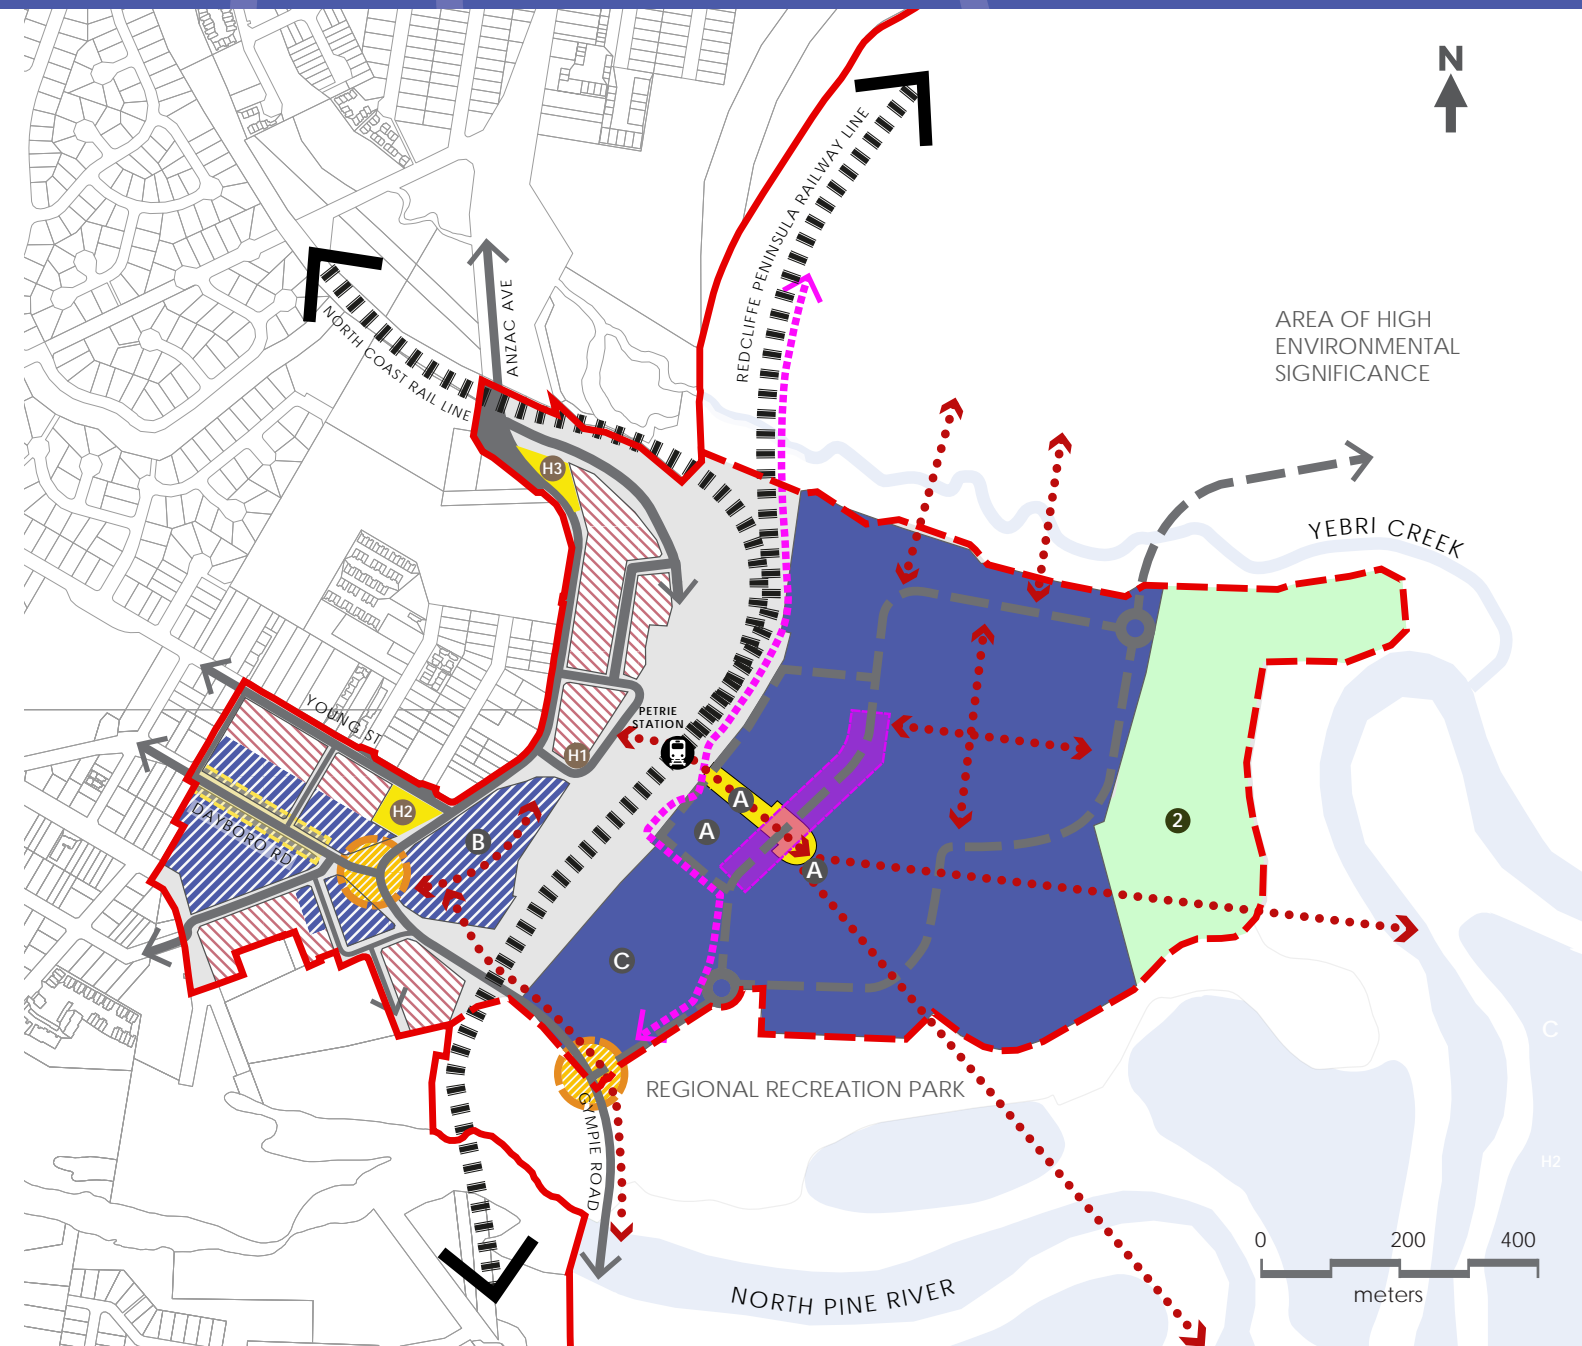 N
REDCLIFFE PENINSULA RAILWAY LINE
ANZAC AVE
NORTH COAST RAIL LINE
AREA OF HIGH
ENVIRONMENTAL
SIGNIFICANCE
H3
YEBRI CREEK
YOUNG ST
PETRIE
STATION
H1
H2
A
A
A
B
2
DAYBORO RD
C
C
REGIONAL RECREATION PARK
GYMPIE ROAD
H2
0 200 400
meters
NORTH PINE RIVER